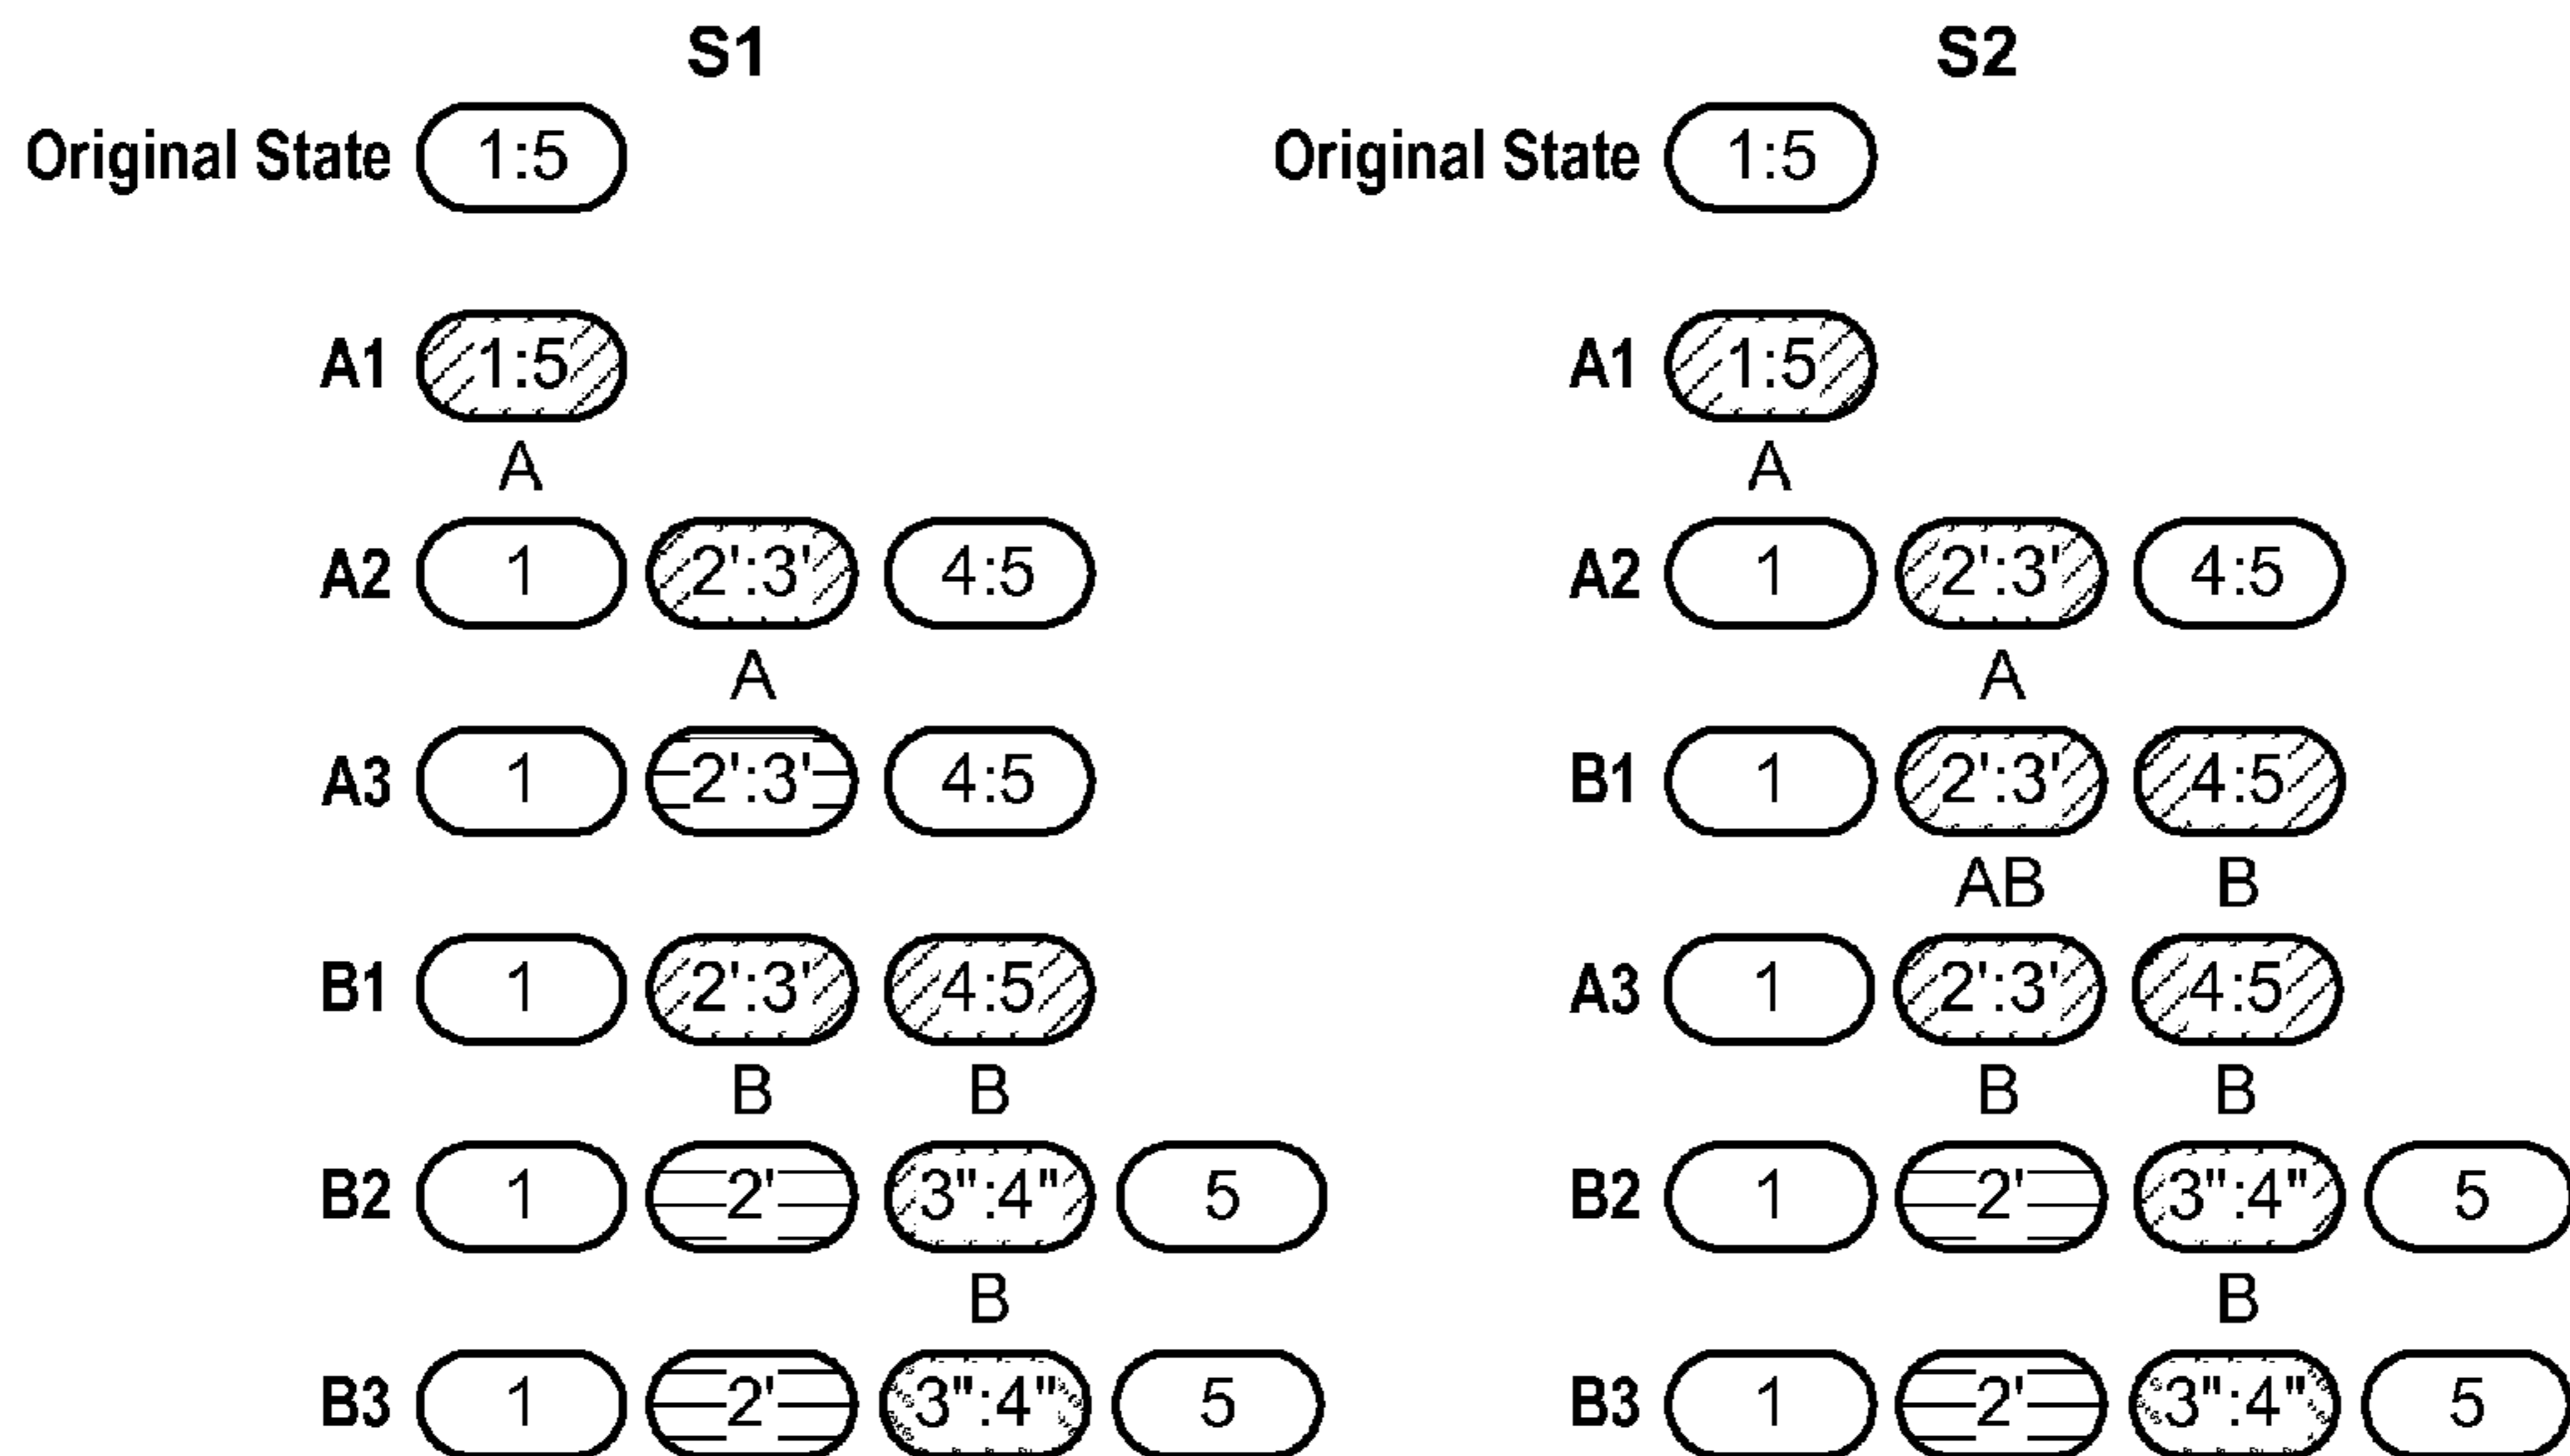 S1
Original State 1:5
A1 1:5
A
A2 1 2':3' 4:5
A
A3 1 2':3' 4:5
B1 1 2':3' 4:5
B B
B2 1 2' 3":4" 5
B
B3 1 2' 3":4" 5
S2
Original State 1:5
A1 1:5
A
A2 1 2':3' 4:5
A
B1 1 2':3' 4:5
AB B
A3 1 2':3' 4:5
B B
B2 1 2' 3":4" 5
B
B3 1 2' 3":4" 5